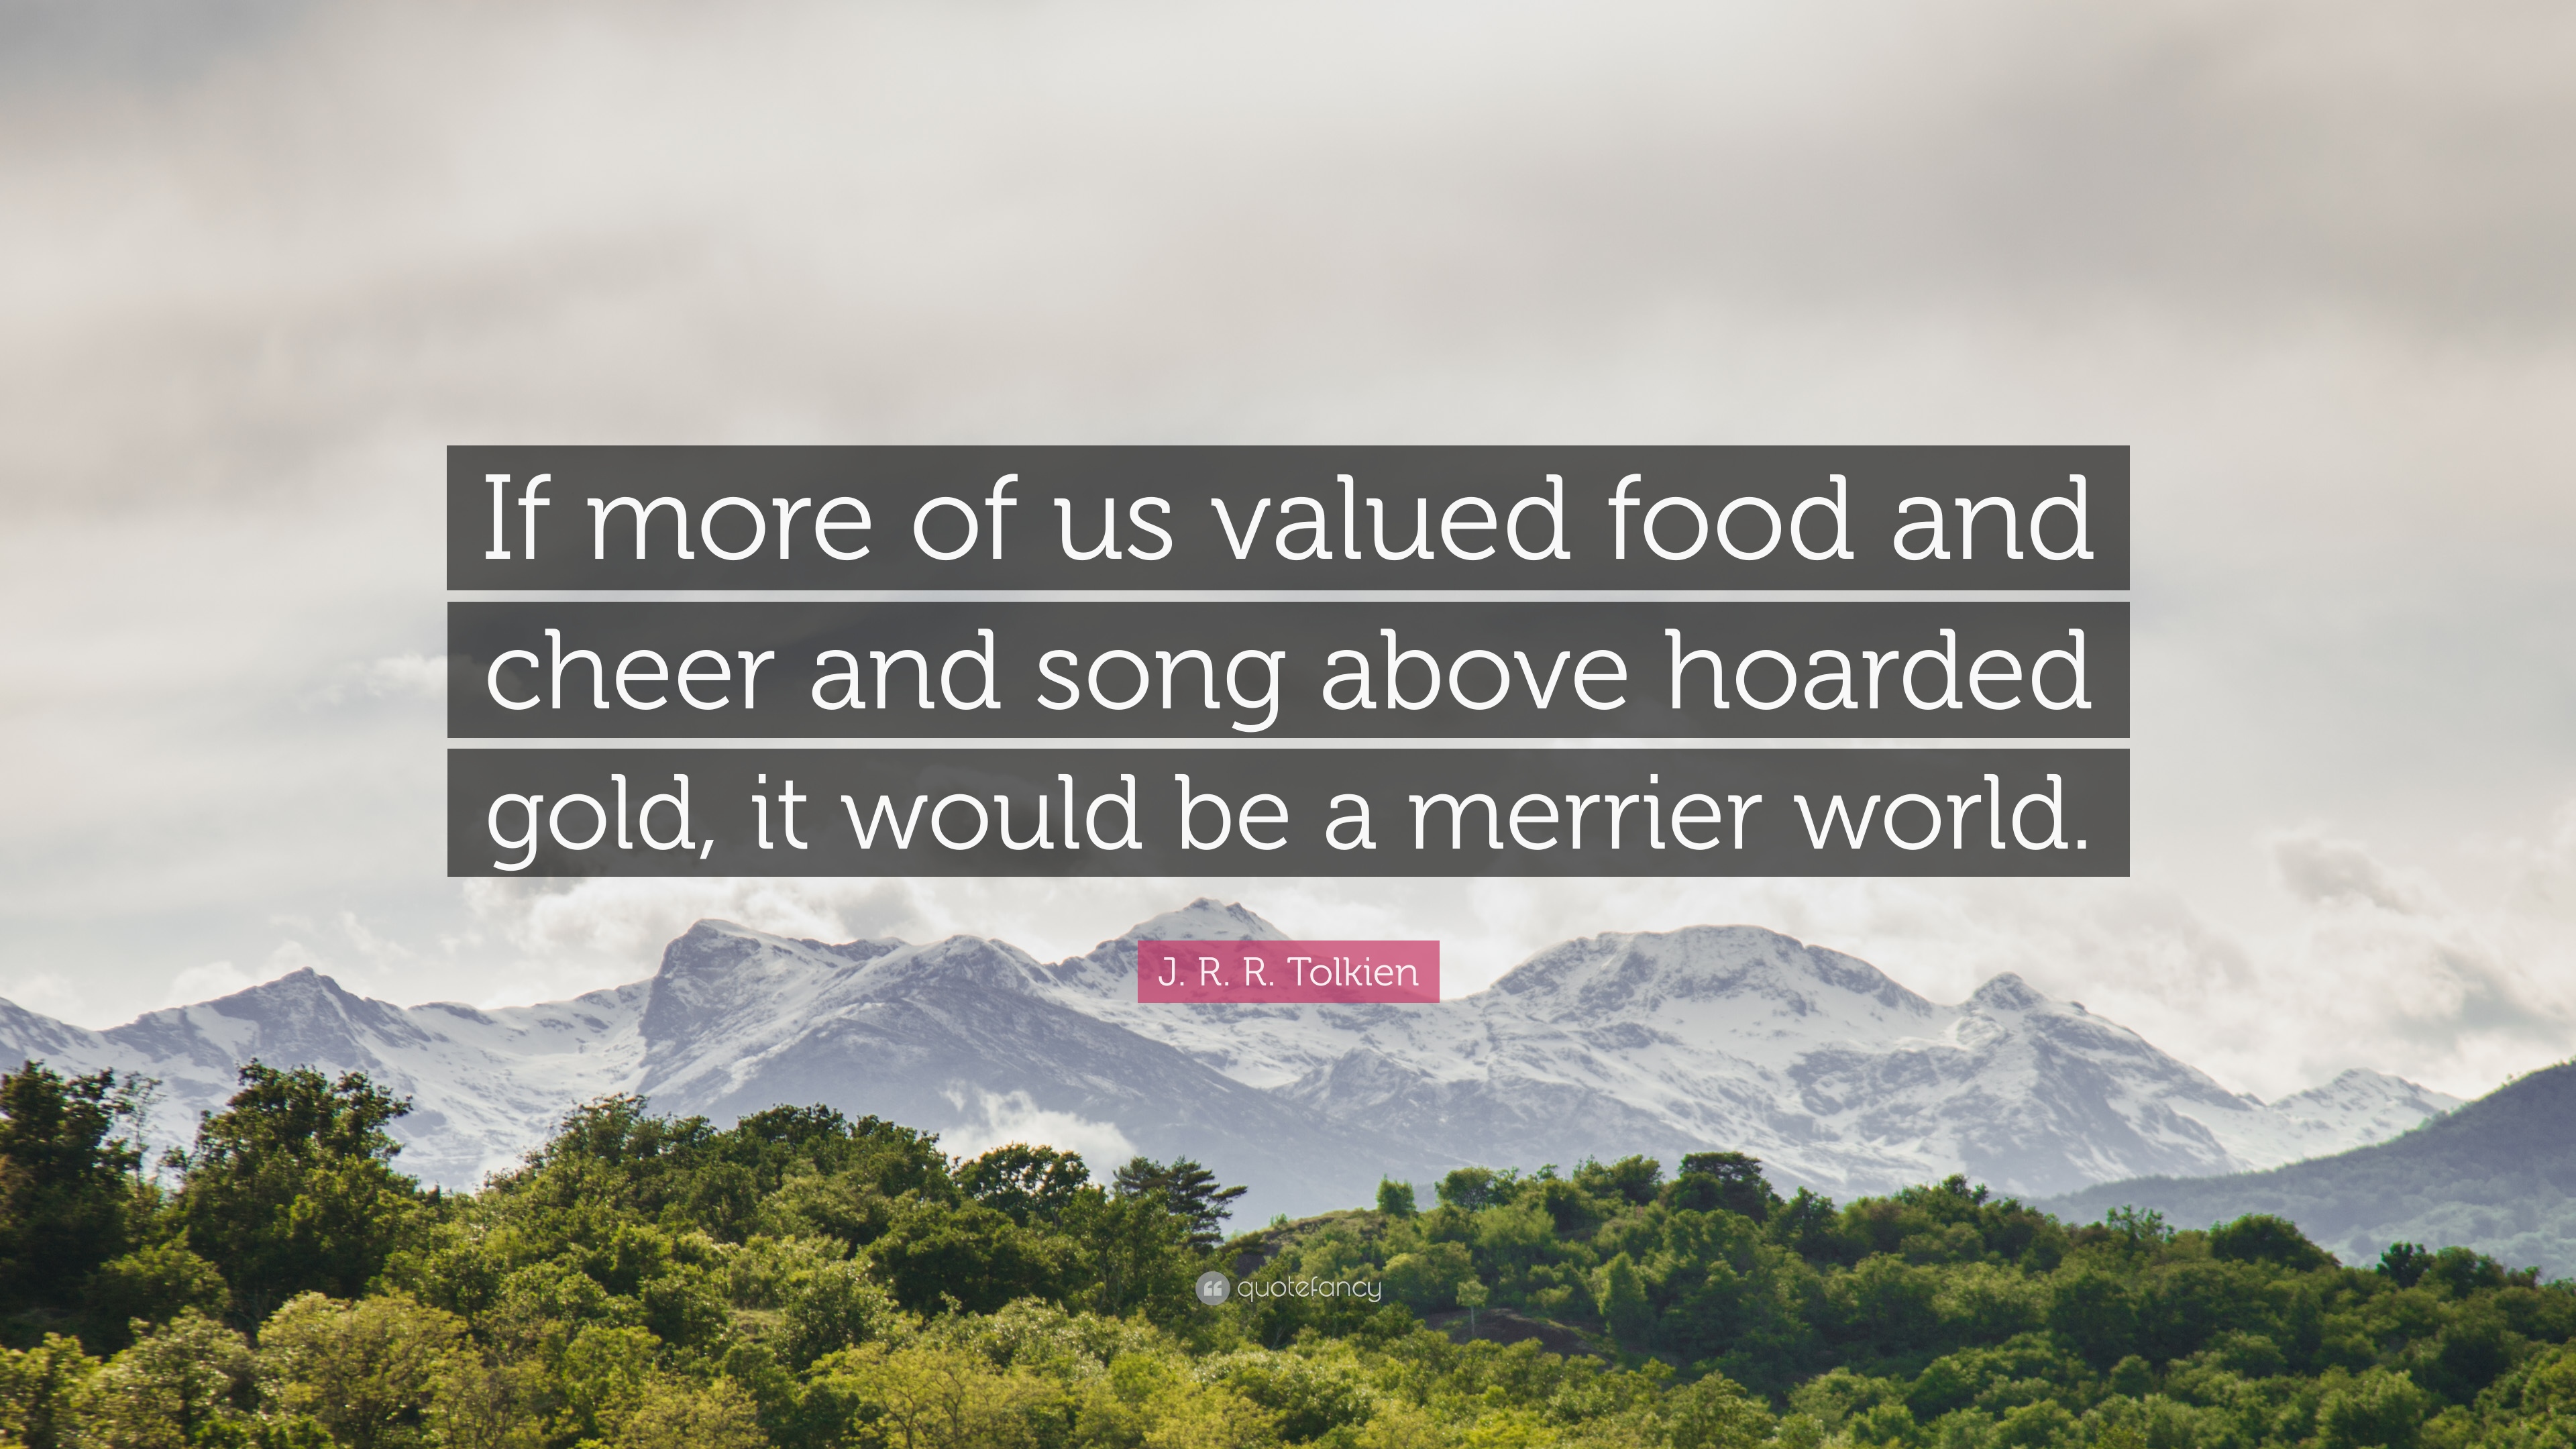 If more of us valued food and
cheer and song above hoarded
gold, it would be a merrier world.
J. R. R. Tolkien
quotefancy